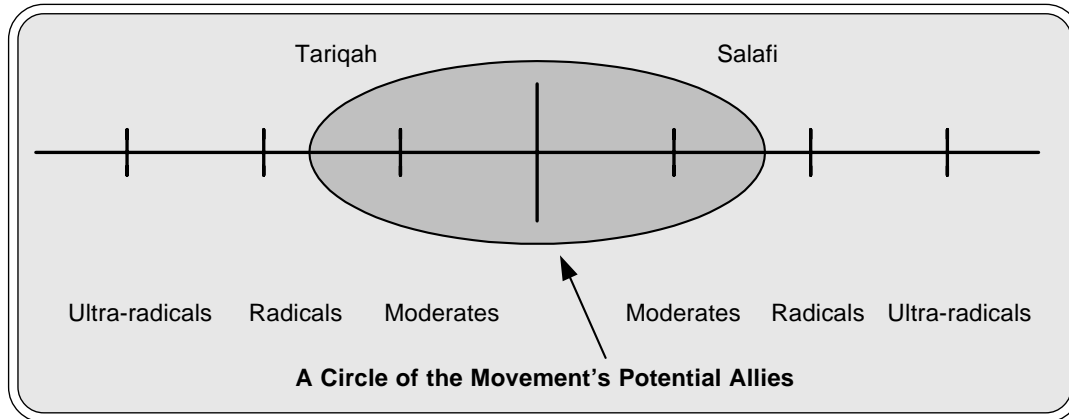 Tariqah Salafi
Ultra-radicals Radicals Moderates Moderates Radicals Ultra-radicals
A Circle of the Movement's Potential Allies